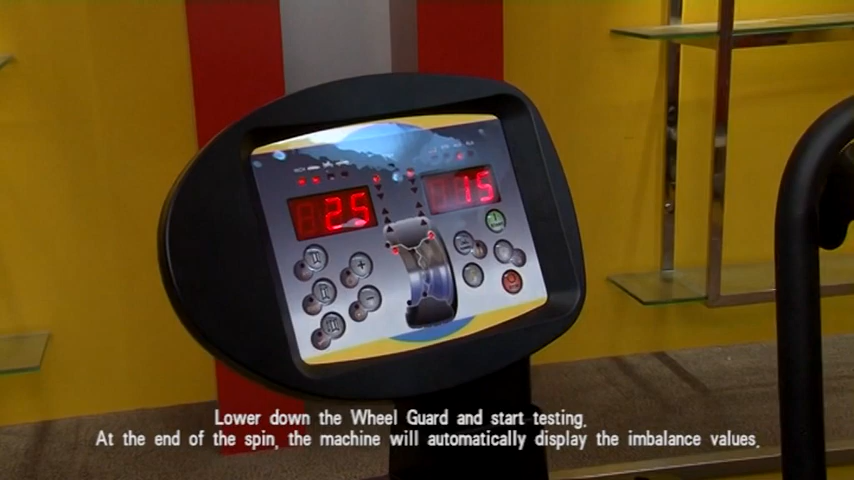 25
15
Lower down the Wheel Guard and start testing.
At the end of the spin, the machine will automatically display the imbalance values.